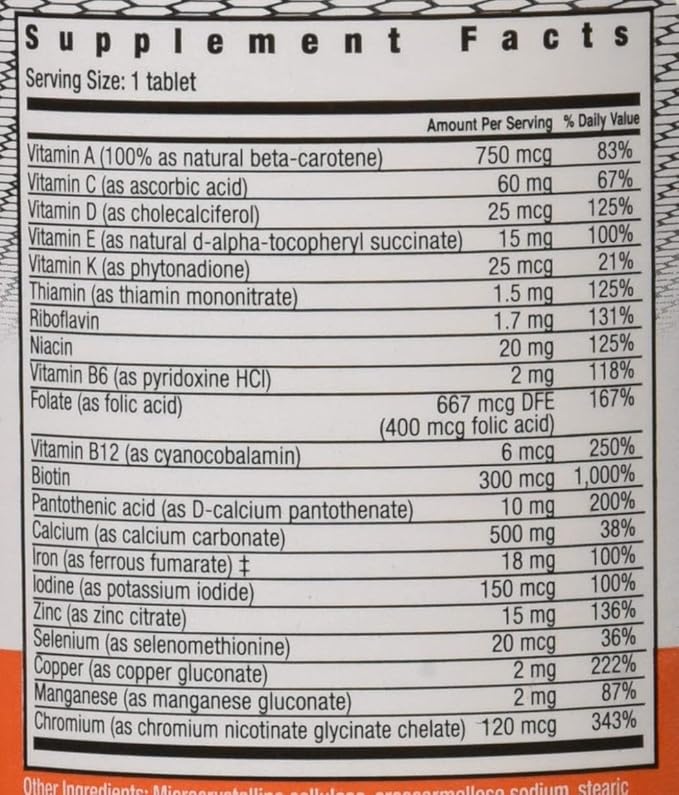 Supplement Facts
Serving Size: 1 tablet
Amount Per Serving % Daily Value
Vitamin A (100% as natural beta-carotene) 750 mcg 83%
Vitamin C (as ascorbic acid) 60 mg 67%
Vitamin D (as cholecalciferol) 25 mcg 125%
Vitamin E (as natural d-alpha-tocopheryl succinate) 15 mg 100%
Vitamin K (as phytonadione) 25 mcg 21%
Thiamin (as thiamin mononitrate) 1.5 mg 125%
Riboflavin 1.7 mg 131%
Niacin 20 mg 125%
Vitamin B6 (as pyridoxine HCl) 2 mg 118%
Folate (as folic acid) 667 mcg DFE 167%
(400 mcg folic acid)
Vitamin B12 (as cyanocobalamin) 6 mcg 250%
Biotin 300 mcg 1,000%
Pantothenic acid (as D-calcium pantothenate) 10 mg 200%
Calcium (as calcium carbonate) 500 mg 38%
Iron (as ferrous fumarate) ‡ 18 mg 100%
Iodine (as potassium iodide) 150 mcg 100%
Zinc (as zinc citrate) 15 mg 136%
Selenium (as selenomethionine) 20 mcg 36%
Copper (as copper gluconate) 2 mg 222%
Manganese (as manganese gluconate) 2 mg 87%
Chromium (as chromium nicotinate glycinate chelate) 120 mcg 343%
Other Ingredients: Microcrystalline cellulose, croscarmellose sodium, stearic